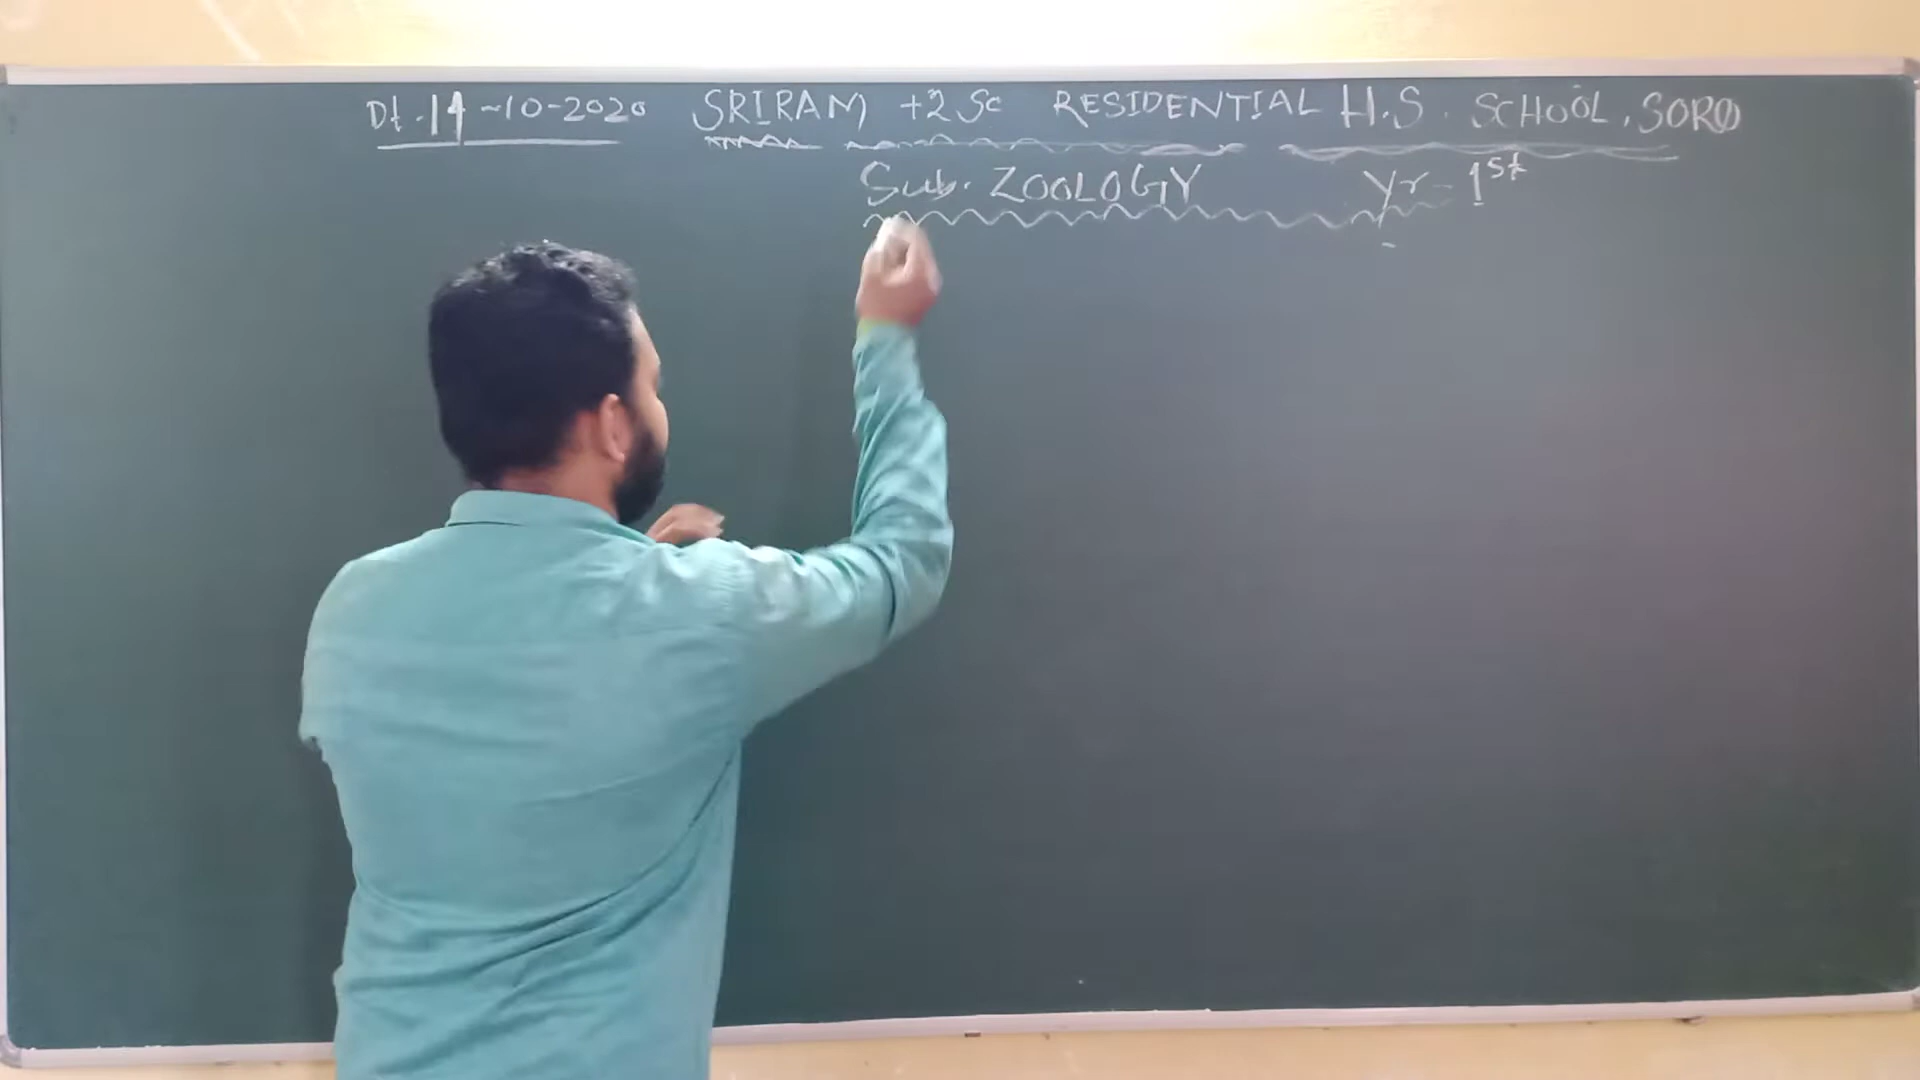 Dt.14-10-2020 SRIRAM +2 Sc RESIDENTIAL H.S. SCHOOL, SORO
Sub. ZOOLOGY Yr-1st